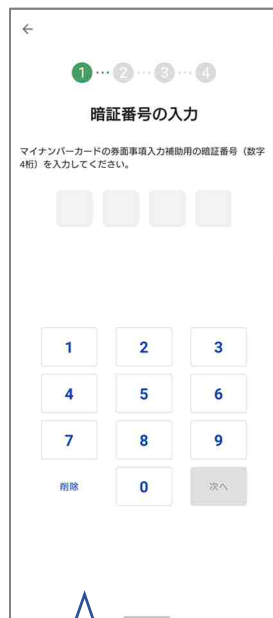 1 2 3 4
暗証番号の入力
マイナンバーカードの券面事項入力補助用の暗証番号（数字
4桁）を入力してください。
1 2 3
4 5 6
7 8 9
削除 0 次へ